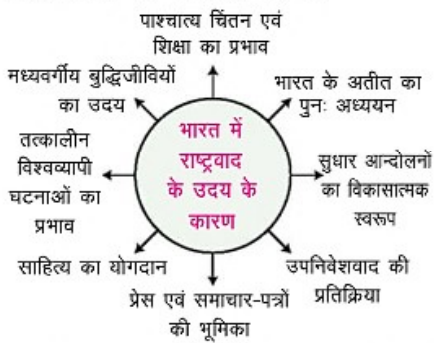 पाश्चात्य चिंतन एवं
शिक्षा का प्रभाव
मध्यवर्गीय बुद्धिजीवियों
का उदय
भारत के अतीत का
पुनः अध्ययन
भारत में
राष्ट्रवाद
के उदय के
कारण
तत्कालीन
विश्वव्यापी
घटनाओं का
प्रभाव
सुधार आन्दोलनों
का विकासात्मक
स्वरूप
साहित्य का योगदान
उपनिवेशवाद की
प्रतिक्रिया
प्रेस एवं समाचार-पत्रों
की भूमिका